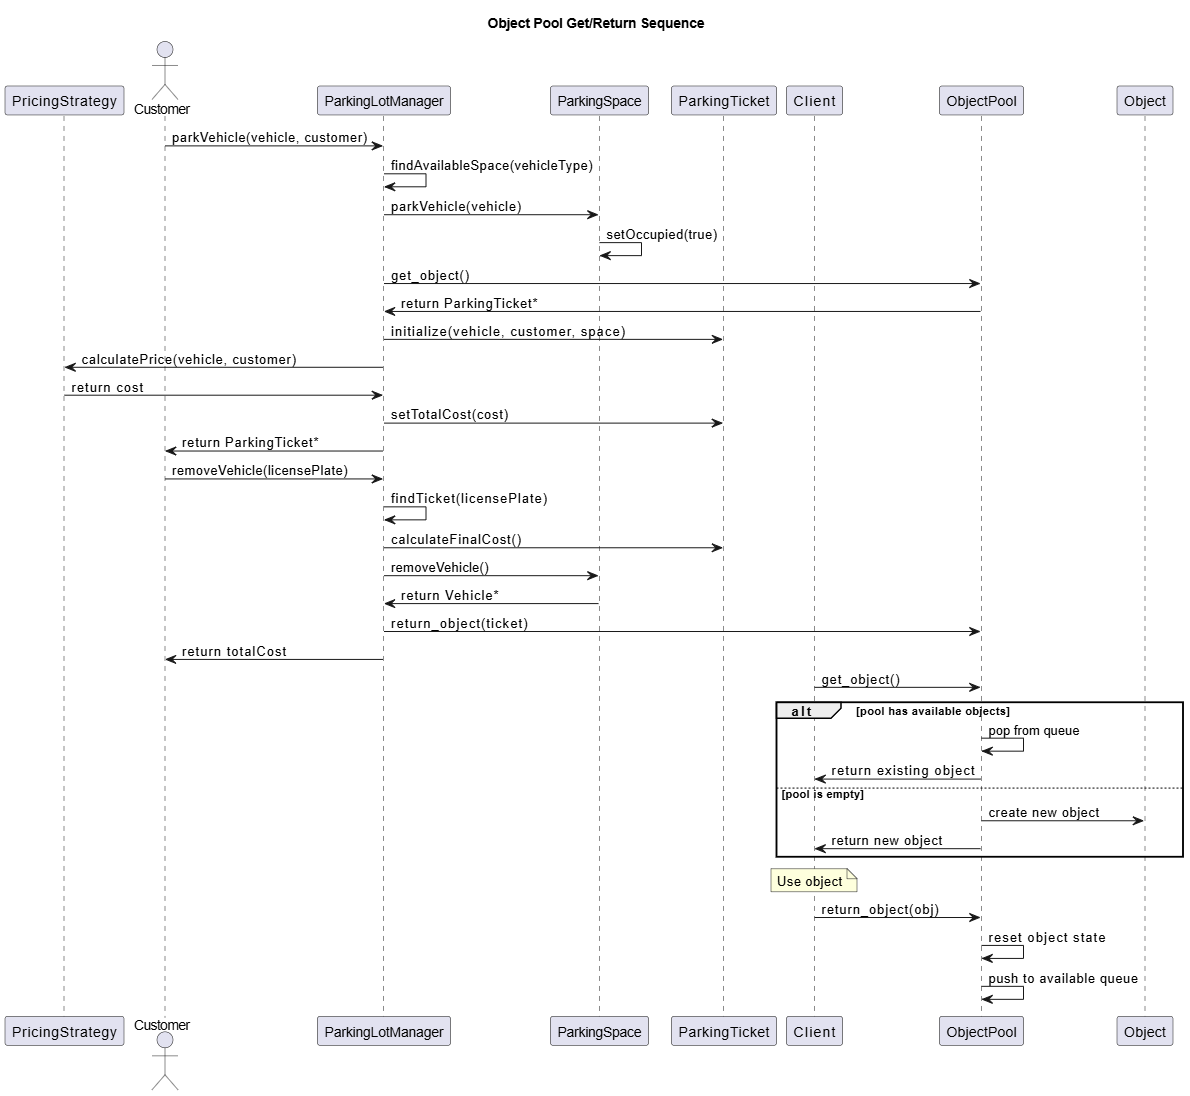 Object Pool Get/Return Sequence
PricingStrategy
Customer
ParkingLotManager
ParkingSpace
ParkingTicket
Client
ObjectPool
Object
parkVehicle(vehicle, customer)
findAvailableSpace(vehicleType)
parkVehicle(vehicle)
setOccupied(true)
get_object()
return ParkingTicket*
initialize(vehicle, customer, space)
calculatePrice(vehicle, customer)
return cost
setTotalCost(cost)
return ParkingTicket*
removeVehicle(licensePlate)
findTicket(licensePlate)
calculateFinalCost()
removeVehicle()
return Vehicle*
return_object(ticket)
return totalCost
get_object()
alt [pool has available objects]
pop from queue
return existing object
[pool is empty]
create new object
return new object
Use object
return_object(obj)
reset object state
push to available queue
PricingStrategy
Customer
ParkingLotManager
ParkingSpace
ParkingTicket
Client
ObjectPool
Object